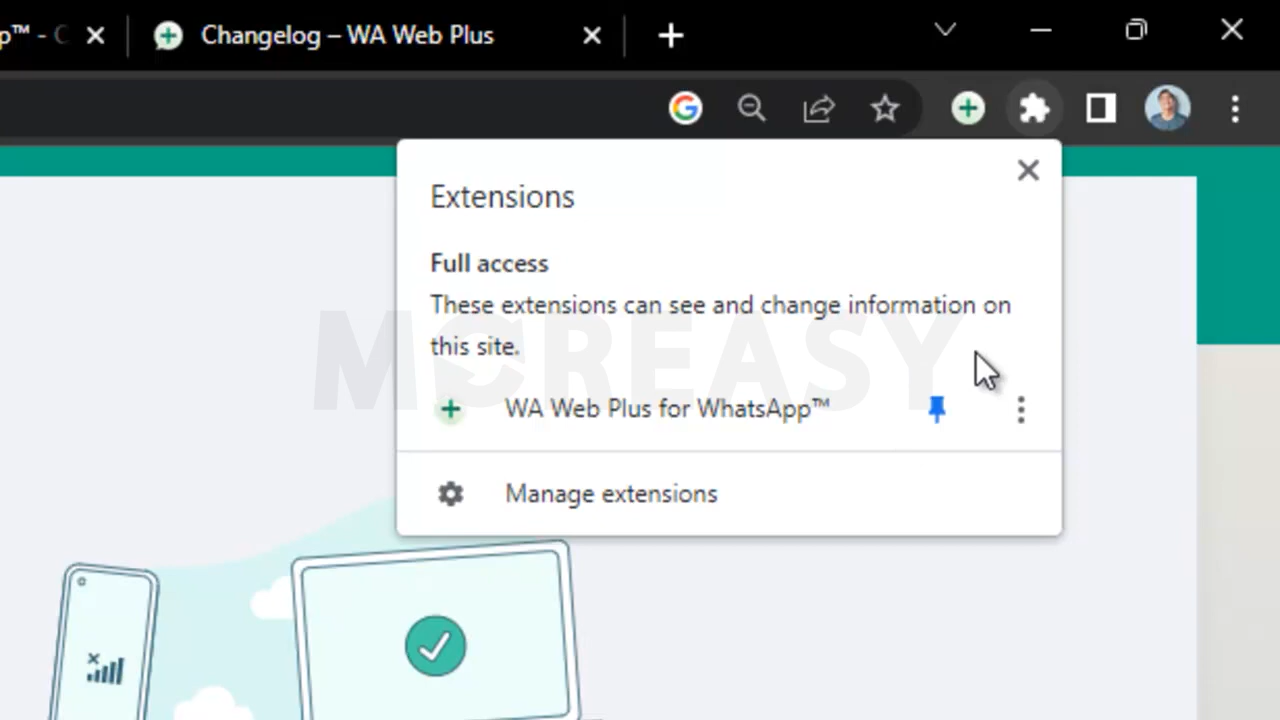 p™ - C
Changelog – WA Web Plus
Extensions
Full access
These extensions can see and change information on
this site.
WA Web Plus for WhatsApp™
Manage extensions
MOREASY